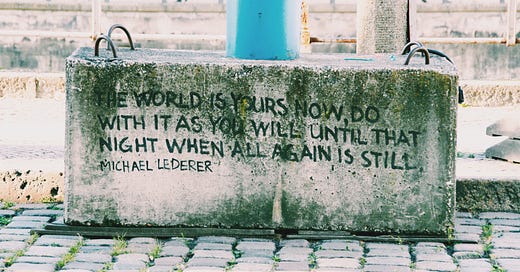 THE WORLD IS YOURS NOW, DO
WITH IT AS YOU WILL UNTIL THAT
NIGHT WHEN ALL AGAIN IS STILL.
MICHAEL LEDERER